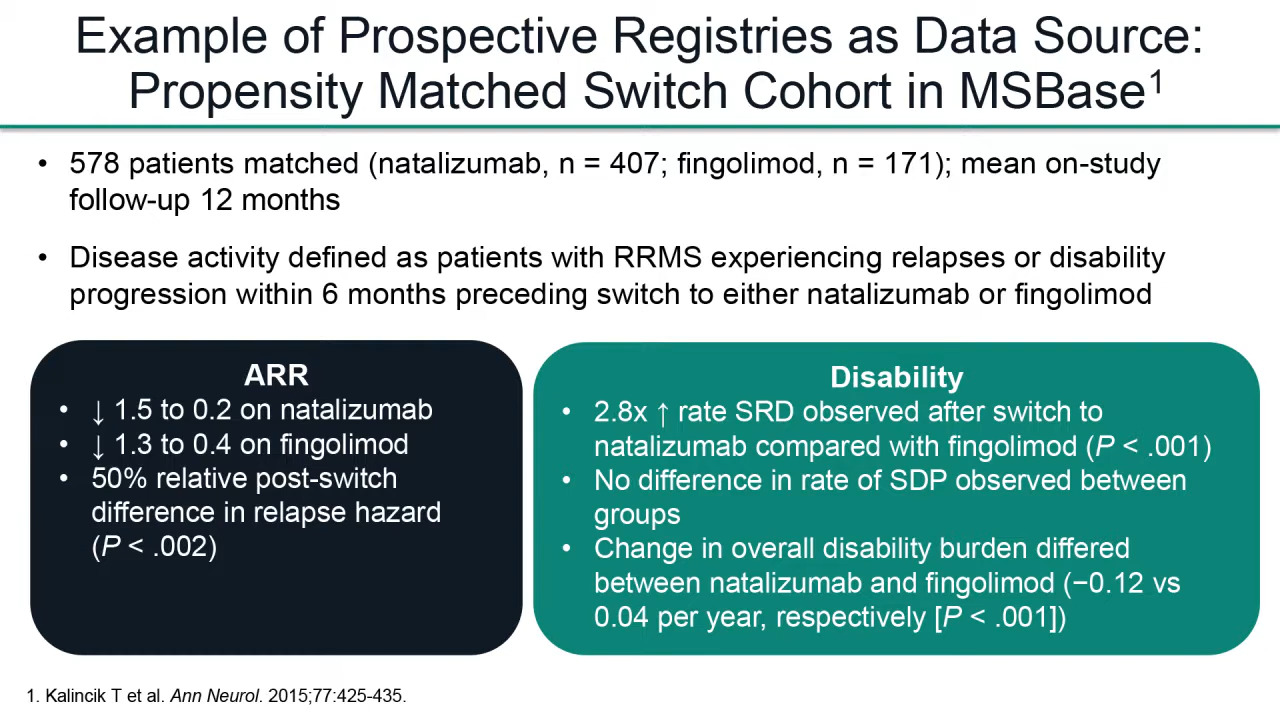 Example of Prospective Registries as Data Source:
Propensity Matched Switch Cohort in MSBase¹
• 578 patients matched (natalizumab, n = 407; fingolimod, n = 171); mean on-study
follow-up 12 months
• Disease activity defined as patients with RRMS experiencing relapses or disability
progression within 6 months preceding switch to either natalizumab or fingolimod
ARR
• ↓ 1.5 to 0.2 on natalizumab
• ↓ 1.3 to 0.4 on fingolimod
• 50% relative post-switch
difference in relapse hazard
(P < .002)
Disability
• 2.8x ↑ rate SRD observed after switch to
natalizumab compared with fingolimod (P < .001)
• No difference in rate of SDP observed between
groups
• Change in overall disability burden differed
between natalizumab and fingolimod (−0.12 vs
0.04 per year, respectively [P < .001])
1. Kalincik T et al. Ann Neurol. 2015;77:425-435.